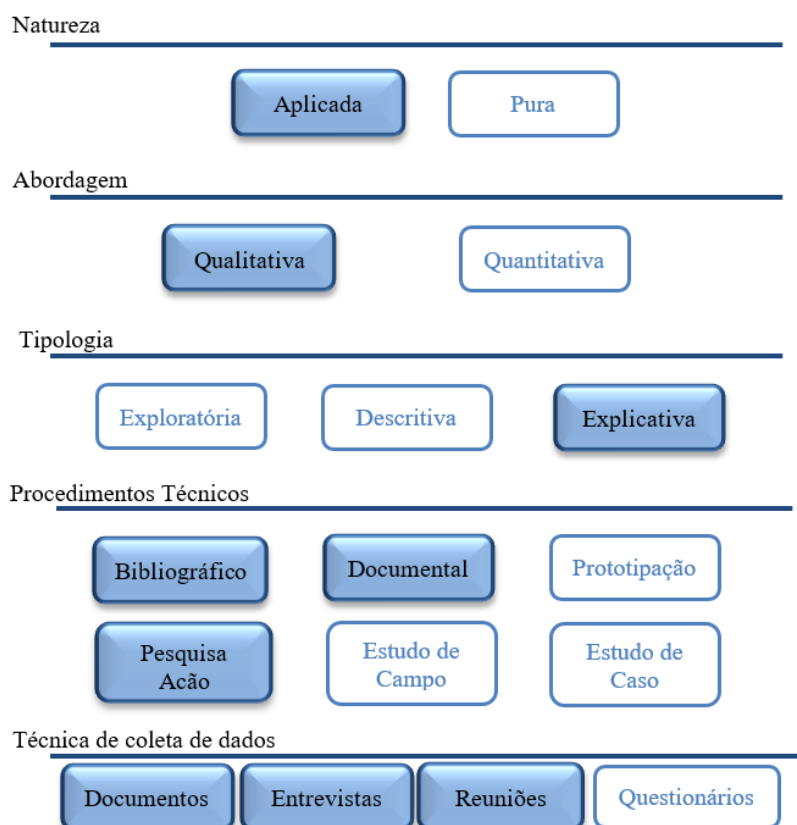 Natureza
Aplicada
Pura
Abordagem
Qualitativa
Quantitativa
Tipologia
Exploratória
Descritiva
Explicativa
Procedimentos Técnicos
Bibliográfico
Documental
Prototipação
Pesquisa
Acão
Estudo de
Campo
Estudo de
Caso
Técnica de coleta de dados
Documentos
Entrevistas
Reuniões
Questionários